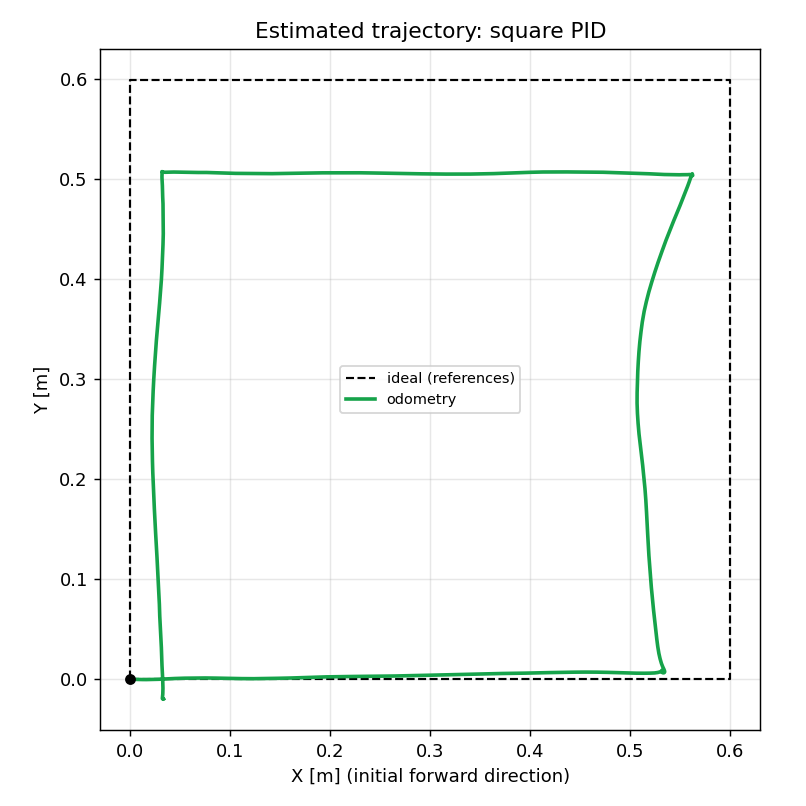 Estimated trajectory: square PID
0.6
0.5
0.4
0.3
0.2
0.1
0.0
Y [m]
ideal (references)
odometry
0.0 0.1 0.2 0.3 0.4 0.5 0.6
X [m] (initial forward direction)